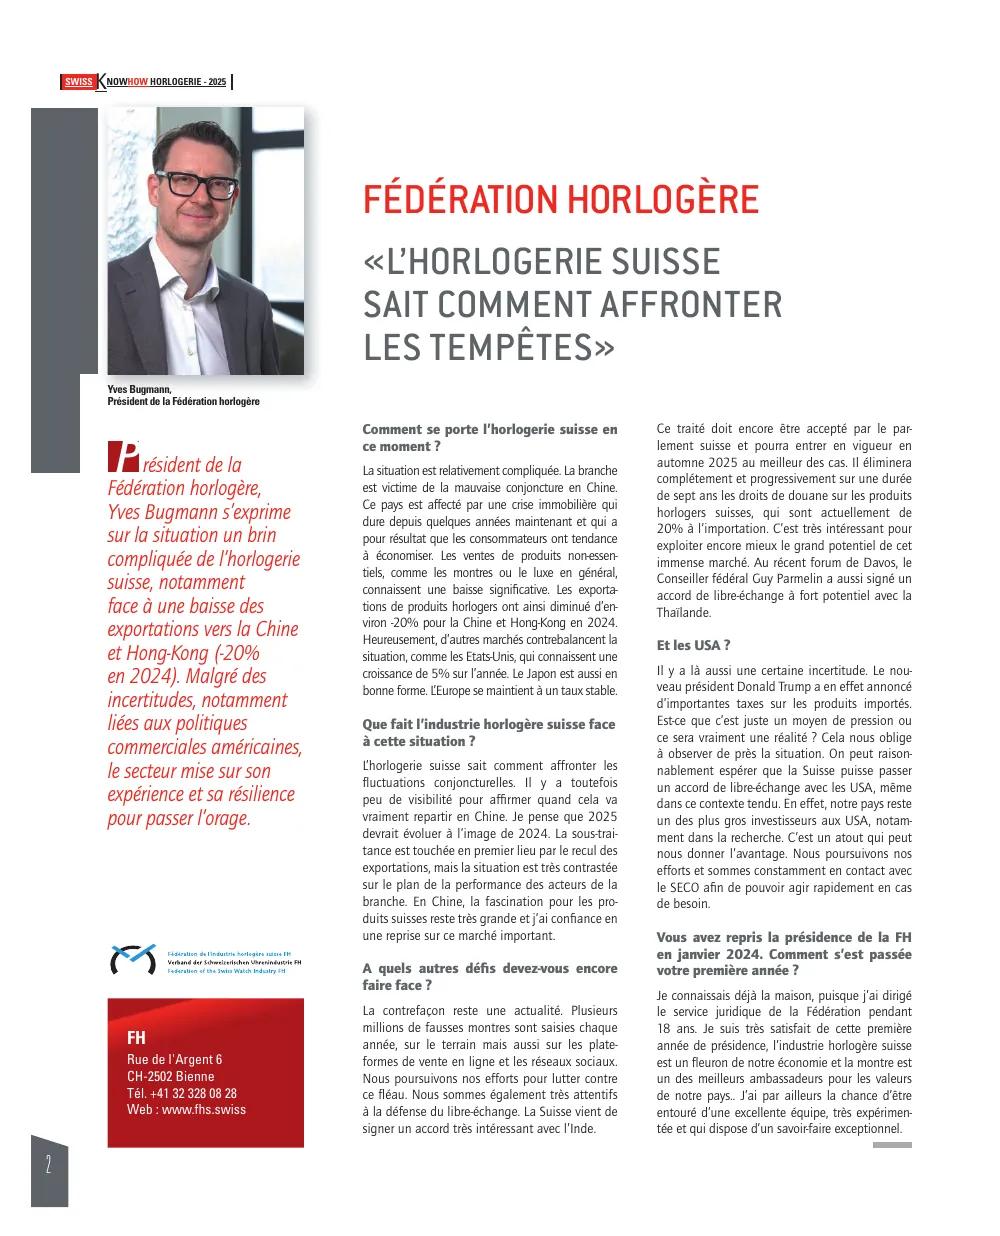 SWISS KNOWHOW HORLOGERIE - 2025
FÉDÉRATION HORLOGÈRE
«L’HORLOGERIE SUISSE
SAIT COMMENT AFFRONTER
LES TEMPÊTES»
Yves Bugmann,
Président de la Fédération horlogère
Président de la
Fédération horlogère,
Yves Bugmann s’exprime
sur la situation un brin
compliquée de l’horlogerie
suisse, notamment
face à une baisse des
exportations vers la Chine
et Hong-Kong (-20%
en 2024). Malgré des
incertitudes, notamment
liées aux politiques
commerciales américaines,
le secteur mise sur son
expérience et sa résilience
pour passer l’orage.
Fédération de l'industrie horlogère suisse FH
Verband der Schweizerischen Uhrenindustrie FH
Federation of the Swiss Watch Industry FH
FH
Rue de l'Argent 6
CH-2502 Bienne
Tél. +41 32 328 08 28
Web : www.fhs.swiss
Comment se porte l’horlogerie suisse en
ce moment ?
La situation est relativement compliquée. La branche
est victime de la mauvaise conjoncture en Chine.
Ce pays est affecté par une crise immobilière qui
dure depuis quelques années maintenant et qui a
pour résultat que les consommateurs ont tendance
à économiser. Les ventes de produits non-essen-
tiels, comme les montres ou le luxe en général,
connaissent une baisse significative. Les exporta-
tions de produits horlogers ont ainsi diminué d’en-
viron -20% pour la Chine et Hong-Kong en 2024.
Heureusement, d’autres marchés contrebalancent la
situation, comme les Etats-Unis, qui connaissent une
croissance de 5% sur l’année. Le Japon est aussi en
bonne forme. L’Europe se maintient à un taux stable.
Que fait l’industrie horlogère suisse face
à cette situation ?
L’horlogerie suisse sait comment affronter les
fluctuations conjoncturelles. Il y a toutefois
peu de visibilité pour affirmer quand cela va
vraiment repartir en Chine. Je pense que 2025
devrait évoluer à l’image de 2024. La sous-trai-
tance est touchée en premier lieu par le recul des
exportations, mais la situation est très contrastée
sur le plan de la performance des acteurs de la
branche. En Chine, la fascination pour les pro-
duits suisses reste très grande et j’ai confiance en
une reprise sur ce marché important.
A quels autres défis devez-vous encore
faire face ?
La contrefaçon reste une actualité. Plusieurs
millions de fausses montres sont saisies chaque
année, sur le terrain mais aussi sur les plate-
formes de vente en ligne et les réseaux sociaux.
Nous poursuivons nos efforts pour lutter contre
ce fléau. Nous sommes également très attentifs
à la défense du libre-échange. La Suisse vient de
signer un accord très intéressant avec l’Inde.
Ce traité doit encore être accepté par le par-
lement suisse et pourra entrer en vigueur en
automne 2025 au meilleur des cas. Il éliminera
complétement et progressivement sur une durée
de sept ans les droits de douane sur les produits
horlogers suisses, qui sont actuellement de
20% à l’importation. C’est très intéressant pour
exploiter encore mieux le grand potentiel de cet
immense marché. Au récent forum de Davos, le
Conseiller fédéral Guy Parmelin a aussi signé un
accord de libre-échange à fort potentiel avec la
Thaïlande.
Et les USA ?
Il y a là aussi une certaine incertitude. Le nou-
veau président Donald Trump a en effet annoncé
d’importantes taxes sur les produits importés.
Est-ce que c’est juste un moyen de pression ou
ce sera vraiment une réalité ? Cela nous oblige
à observer de près la situation. On peut raison-
nablement espérer que la Suisse puisse passer
un accord de libre-échange avec les USA, même
dans ce contexte tendu. En effet, notre pays reste
un des plus gros investisseurs aux USA, notam-
ment dans la recherche. C’est un atout qui peut
nous donner l’avantage. Nous poursuivons nos
efforts et sommes constamment en contact avec
le SECO afin de pouvoir agir rapidement en cas
de besoin.
Vous avez repris la présidence de la FH
en janvier 2024. Comment s’est passée
votre première année ?
Je connaissais déjà la maison, puisque j’ai dirigé
le service juridique de la Fédération pendant
18 ans. Je suis très satisfait de cette première
année de présidence, l’industrie horlogère suisse
est un fleuron de notre économie et la montre est
un des meilleurs ambassadeurs pour les valeurs
de notre pays.. J’ai par ailleurs la chance d’être
entouré d’une excellente équipe, très expérimen-
tée et qui dispose d’un savoir-faire exceptionnel.
2